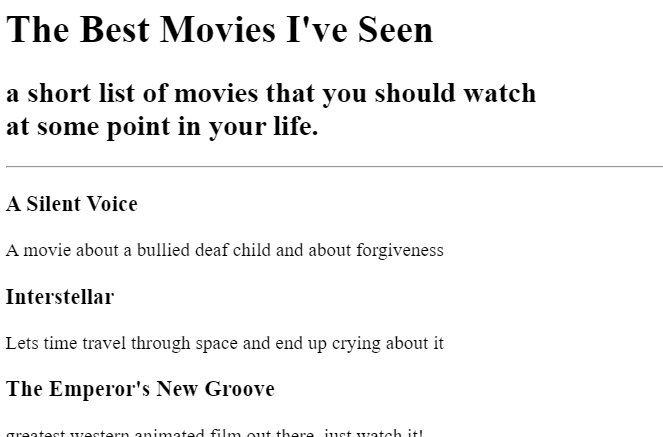 The Best Movies I've Seen
a short list of movies that you should watch
at some point in your life.
A Silent Voice
A movie about a bullied deaf child and about forgiveness
Interstellar
Lets time travel through space and end up crying about it
The Emperor's New Groove
greatest western animated film out there, just watch it!